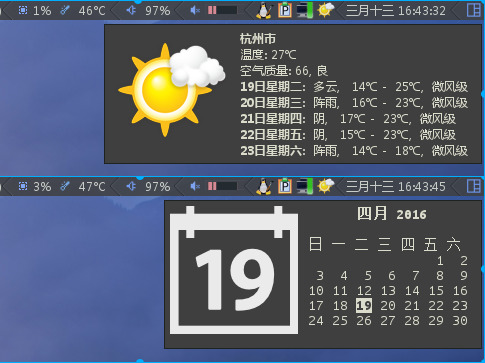 1% 46℃ 97% 三月十三 16:43:32
杭州市
温度: 27℃
空气质量: 66, 良
19日星期二: 多云, 14℃ - 25℃, 微风级
20日星期三: 阵雨, 16℃ - 23℃, 微风级
21日星期四: 阴, 17℃ - 23℃, 微风级
22日星期五: 阴, 15℃ - 23℃, 微风级
23日星期六: 阵雨, 14℃ - 18℃, 微风级
) 3% 47℃ 97% 三月十三 16:43:45
四月 2016
19
日 一 二 三 四 五 六
1 2
3 4 5 6 7 8 9
10 11 12 13 14 15 16
17 18 19 20 21 22 23
24 25 26 27 28 29 30